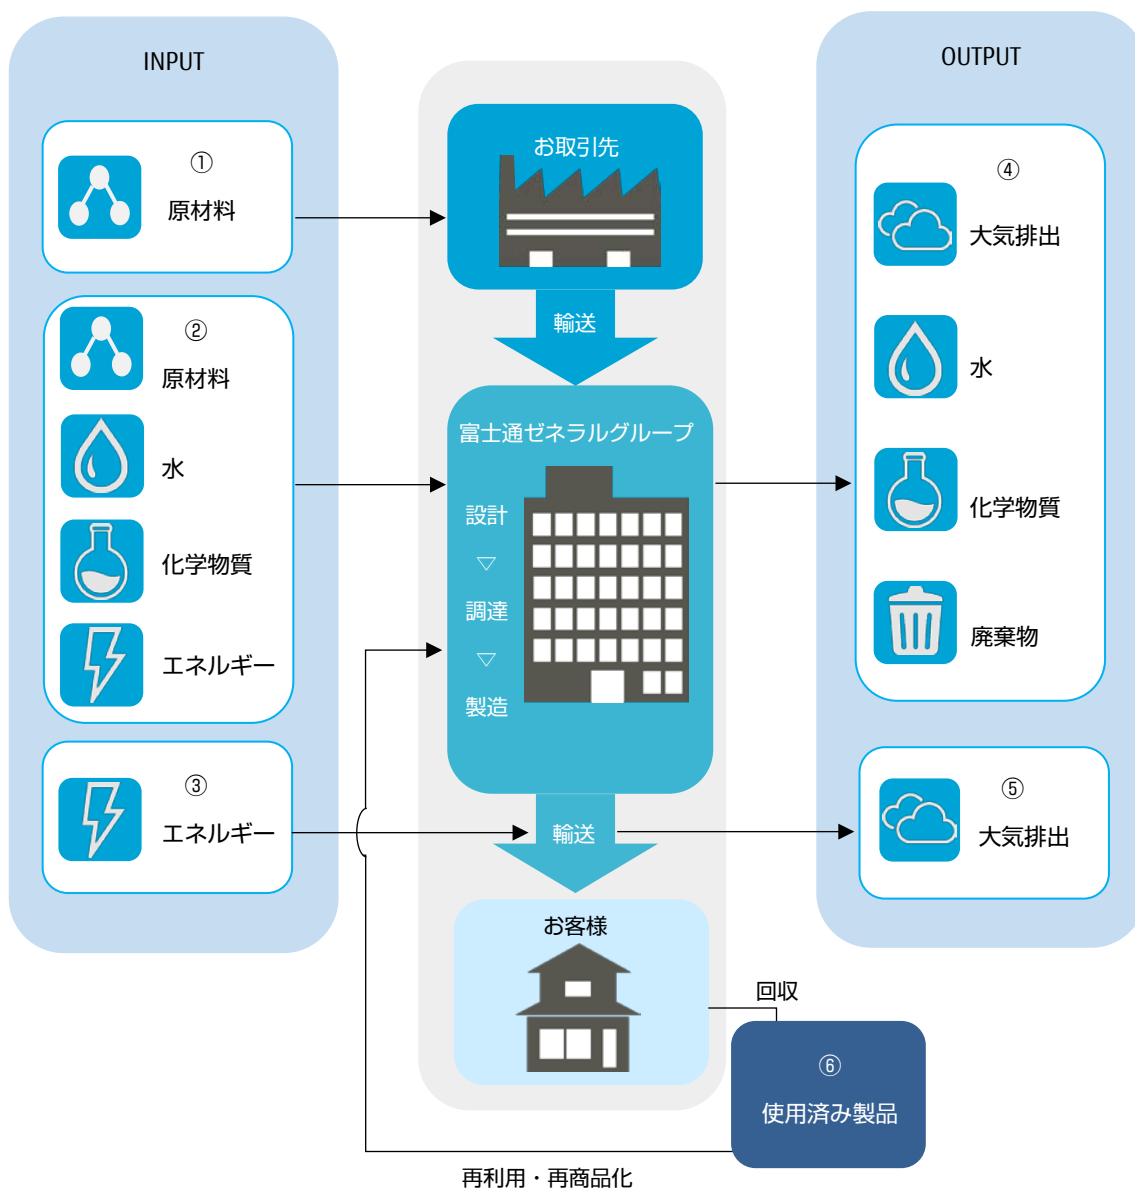 INPUT
①
原材料
②
原材料
水
化学物質
エネルギー
③
エネルギー
お取引先
輸送
富士通ゼネラルグループ
設計
▽
調達
▽
製造
輸送
お客様
OUTPUT
④
大気排出
水
化学物質
廃棄物
⑤
大気排出
回収
⑥
使用済み製品
再利用・再商品化